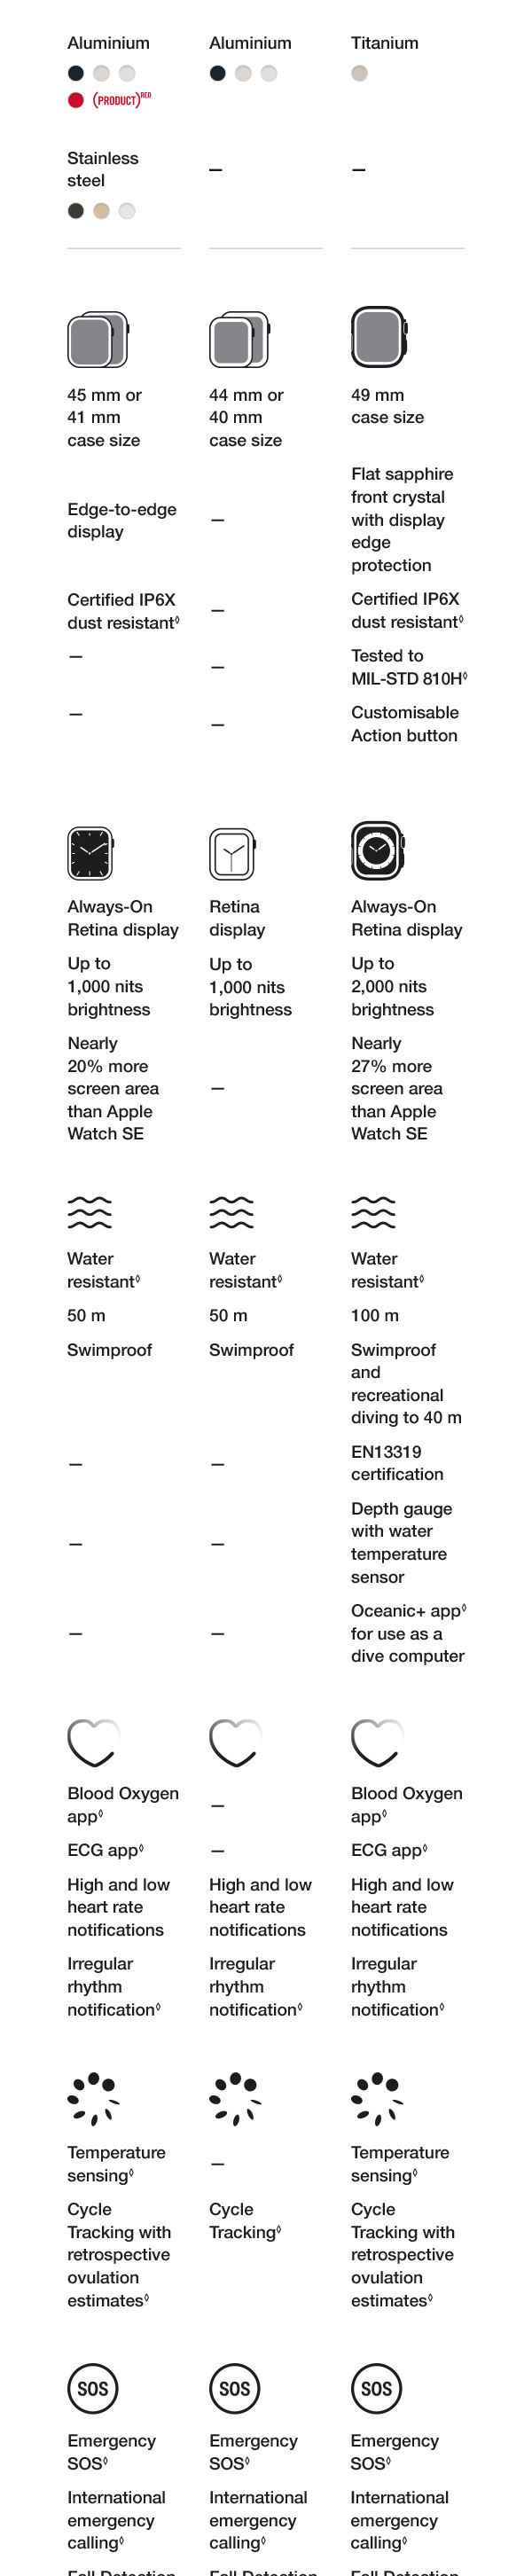 Aluminium
Aluminium
Titanium
(PRODUCT)RED
Stainless
steel
—
—
45 mm or
41 mm
case size
44 mm or
40 mm
case size
49 mm
case size
Edge-to-edge
display
—
Flat sapphire
front crystal
with display
edge
protection
Certified IP6X
dust resistant◊
—
Certified IP6X
dust resistant◊
—
—
Tested to
MIL-STD 810H◊
—
—
Customisable
Action button
Always-On
Retina display
Retina
display
Always-On
Retina display
Up to
1,000 nits
brightness
Up to
1,000 nits
brightness
Up to
2,000 nits
brightness
Nearly
20% more
screen area
than Apple
Watch SE
—
Nearly
27% more
screen area
than Apple
Watch SE
Water
resistant◊
Water
resistant◊
Water
resistant◊
50 m
50 m
100 m
Swimproof
Swimproof
Swimproof
and
recreational
diving to 40 m
—
—
EN13319
certification
—
—
Depth gauge
with water
temperature
sensor
—
—
Oceanic+ app◊
for use as a
dive computer
Blood Oxygen
app◊
—
Blood Oxygen
app◊
ECG app◊
—
ECG app◊
High and low
heart rate
notifications
High and low
heart rate
notifications
High and low
heart rate
notifications
Irregular
rhythm
notification◊
Irregular
rhythm
notification◊
Irregular
rhythm
notification◊
Temperature
sensing◊
—
Temperature
sensing◊
Cycle
Tracking with
retrospective
ovulation
estimates◊
Cycle
Tracking◊
Cycle
Tracking with
retrospective
ovulation
estimates◊
SOS
SOS
SOS
Emergency
SOS◊
Emergency
SOS◊
Emergency
SOS◊
International
emergency
calling◊
International
emergency
calling◊
International
emergency
calling◊
Fall Detection
Fall Detection
Fall Detection